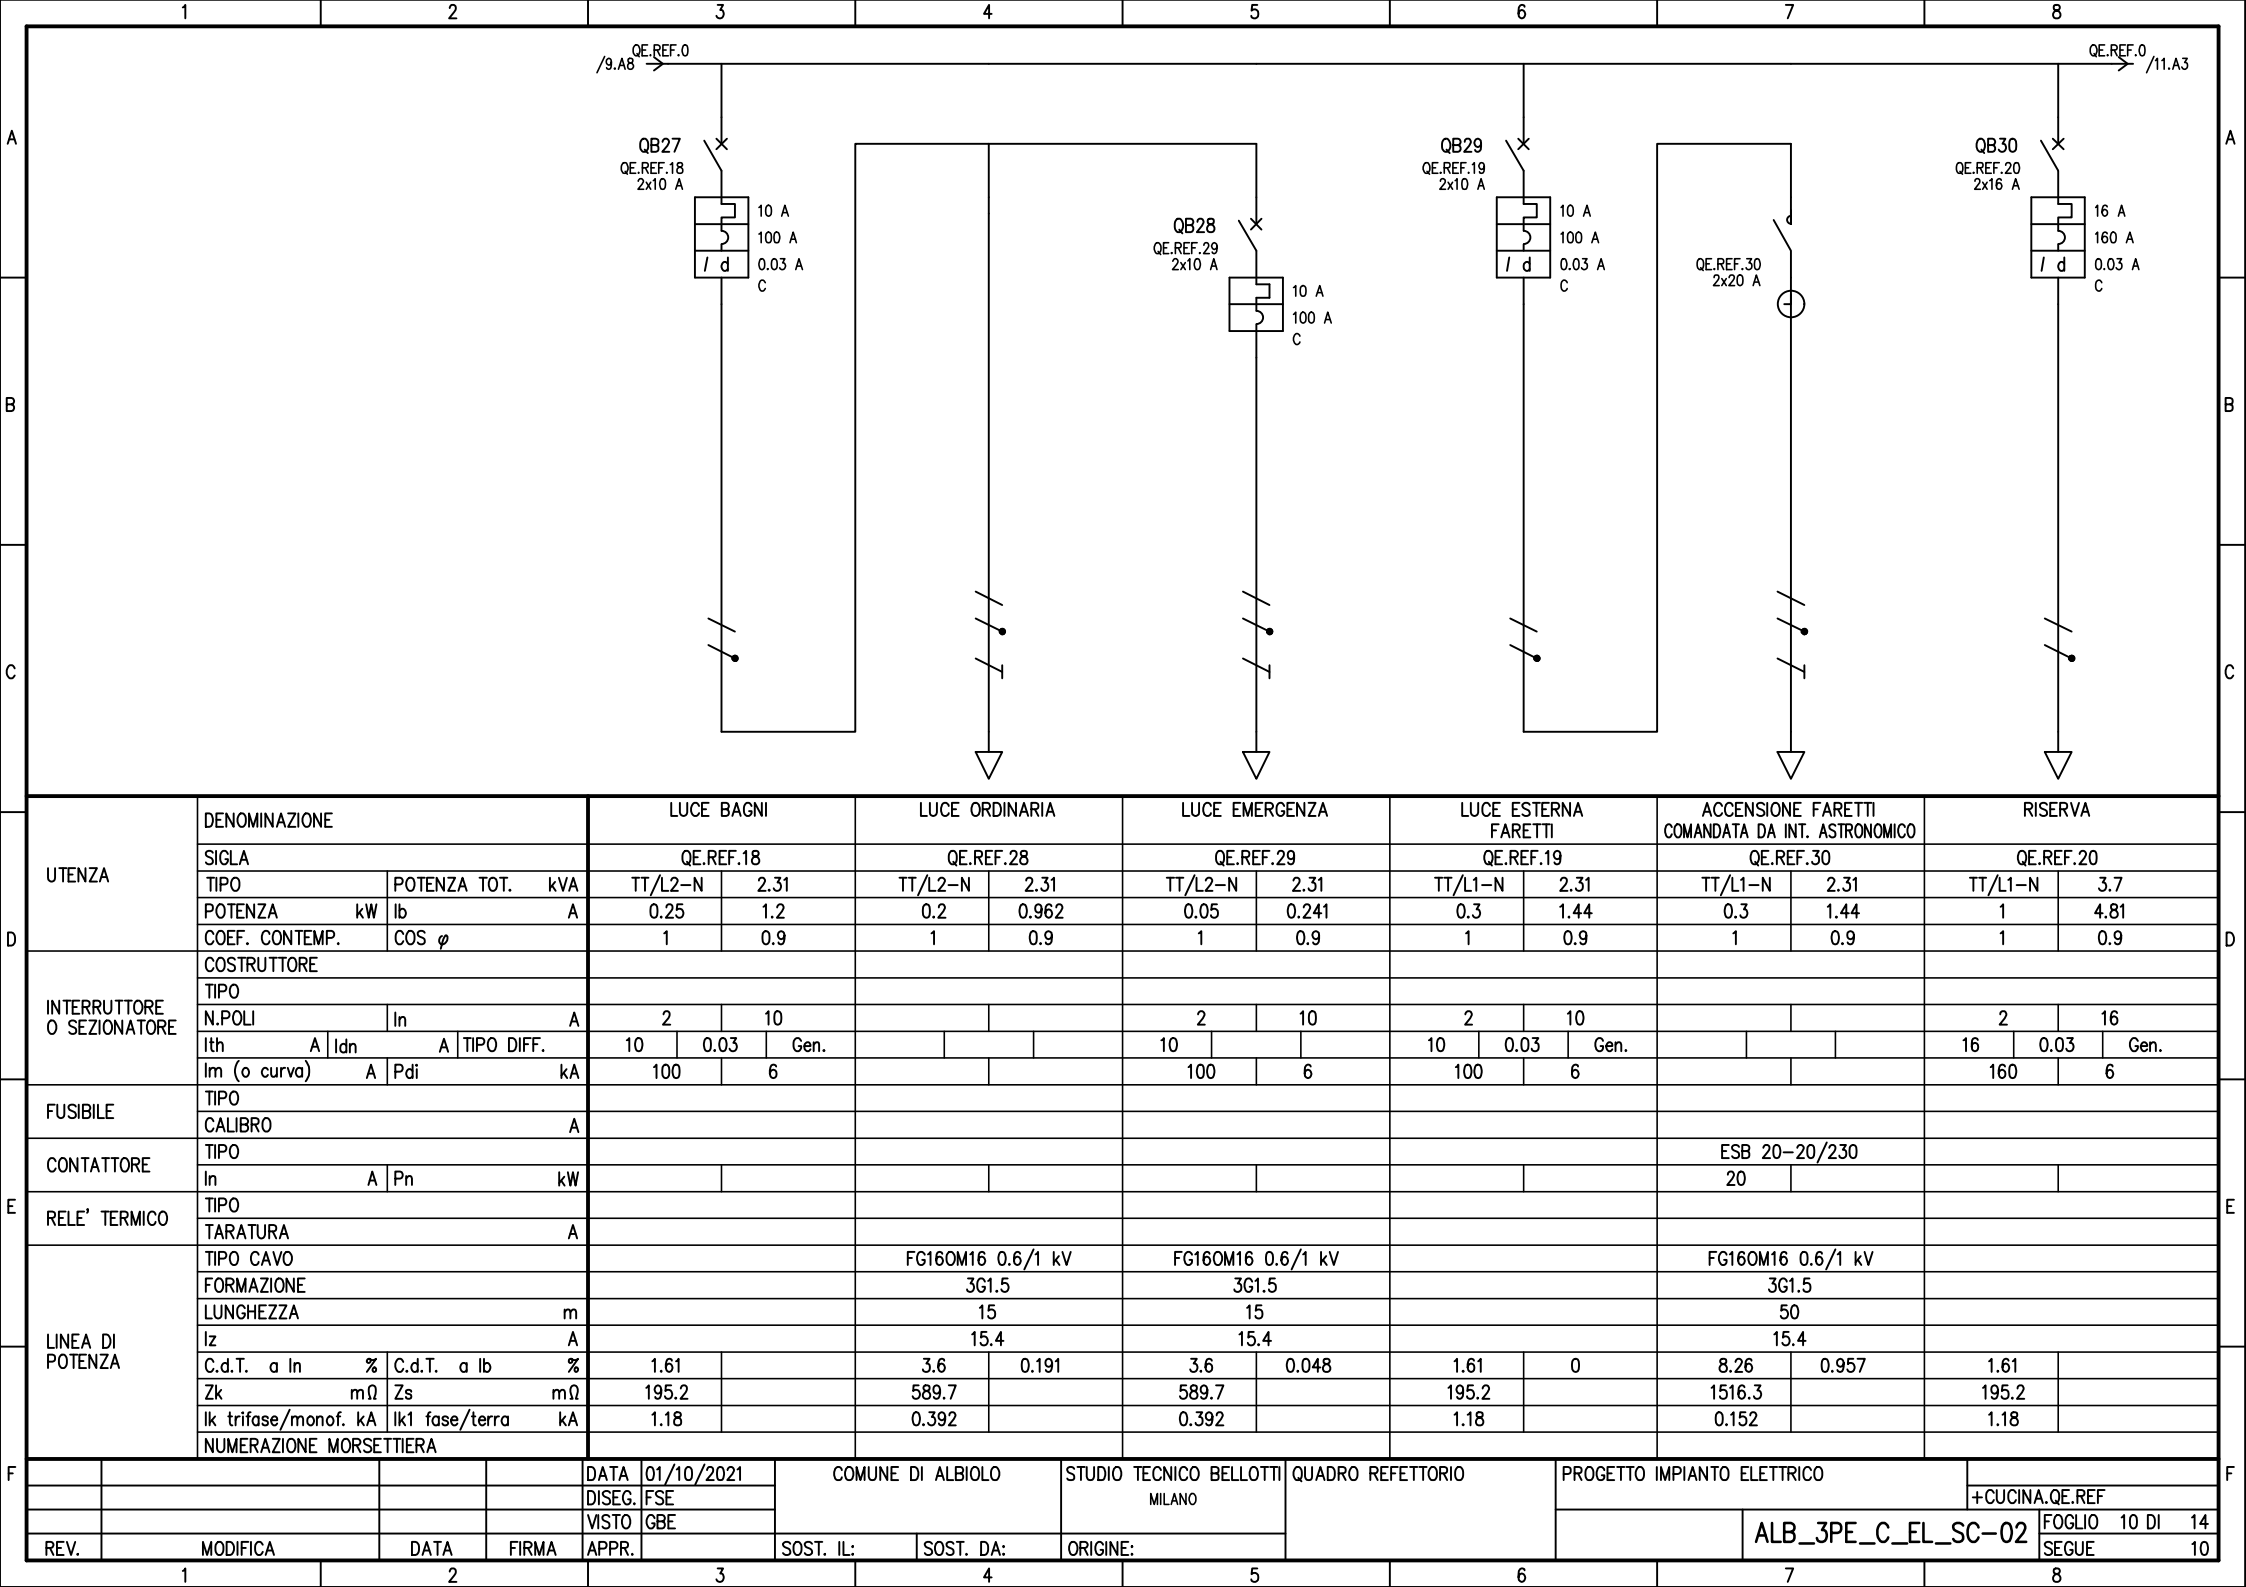 1 2 3 4 5 6 7 8
QE.REF.0 QE.REF.0
/9.A8 /11.A3
A A
QB27 QB29 QB30
QE.REF.18 QE.REF.19 QE.REF.20
2x10 A 2x10 A 2x16 A
10 A 10 A 16 A
100 A 100 A 160 A
I d 0.03 A I d 0.03 A I d 0.03 A
C C C
QB28
QE.REF.29
2x10 A
10 A
100 A
C
QE.REF.30
2x20 A
B B
C C
UTENZA
DENOMINAZIONE LUCE BAGNI LUCE ORDINARIA LUCE EMERGENZA LUCE ESTERNA ACCENSIONE FARETTI RISERVA
FARETTI COMANDATA DA INT. ASTRONOMICO
SIGLA QE.REF.18 QE.REF.28 QE.REF.29 QE.REF.19 QE.REF.30 QE.REF.20
TIPO POTENZA TOT. kVA TT/L2-N 2.31 TT/L2-N 2.31 TT/L2-N 2.31 TT/L1-N 2.31 TT/L1-N 2.31 TT/L1-N 3.7
POTENZA kW Ib A 0.25 1.2 0.2 0.962 0.05 0.241 0.3 1.44 0.3 1.44 1 4.81
D COEF. CONTEMP. COS φ 1 0.9 1 0.9 1 0.9 1 0.9 1 0.9 1 0.9 D
INTERRUTTORE
O SEZIONATORE
COSTRUTTORE
TIPO
N.POLI In A 2 10 2 10 2 10 2 16
Ith A Idn A TIPO DIFF. 10 0.03 Gen. 10 10 0.03 Gen. 16 0.03 Gen.
Im (o curva) A Pdi kA 100 6 100 6 100 6 160 6
FUSIBILE
TIPO
CALIBRO A
CONTATTORE
TIPO ESB 20-20/230
In A Pn kW 20
E E
RELE' TERMICO
TIPO
TARATURA A
LINEA DI
POTENZA
TIPO CAVO FG16OM16 0.6/1 kV FG16OM16 0.6/1 kV FG16OM16 0.6/1 kV
FORMAZIONE 3G1.5 3G1.5 3G1.5
LUNGHEZZA m 15 15 50
Iz A 15.4 15.4 15.4
C.d.T. a In % C.d.T. a Ib % 1.61 3.6 0.191 3.6 0.048 1.61 0 8.26 0.957 1.61
Zk mΩ Zs mΩ 195.2 589.7 589.7 195.2 1516.3 195.2
Ik trifase/monof. kA Ik1 fase/terra kA 1.18 0.392 0.392 1.18 0.152 1.18
NUMERAZIONE MORSETTIERA
F F
DATA 01/10/2021 COMUNE DI ALBIOLO STUDIO TECNICO BELLOTTI QUADRO REFETTORIO PROGETTO IMPIANTO ELETTRICO
DISEG. FSE MILANO +CUCINA.QE.REF
VISTO GBE ALB_3PE_C_EL_SC-02 FOGLIO 10 DI 14
REV. MODIFICA DATA FIRMA APPR. SOST. IL: SOST. DA: ORIGINE: SEGUE 10
1 2 3 4 5 6 7 8